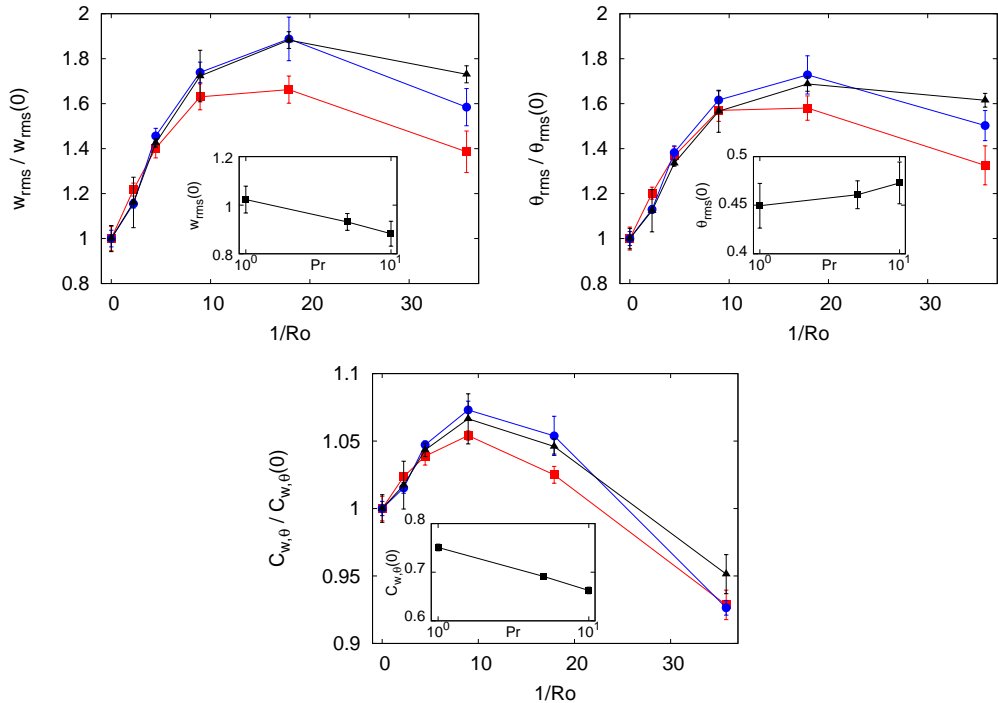 2
1.8
1.6
1.4
1.2
1
0.8
0 10 20 30
1/Ro
w_rms / w_rms(0)
1.2
1
0.8
10^0 Pr 10^1
w_rms(0)
2
1.8
1.6
1.4
1.2
1
0.8
0 10 20 30
1/Ro
θ_rms / θ_rms(0)
0.5
0.45
0.4
10^0 Pr 10^1
θ_rms(0)
1.1
1.05
1
0.95
0.9
0 10 20 30
1/Ro
C_w,θ / C_w,θ(0)
0.8
0.7
0.6
10^0 Pr 10^1
C_w,θ(0)